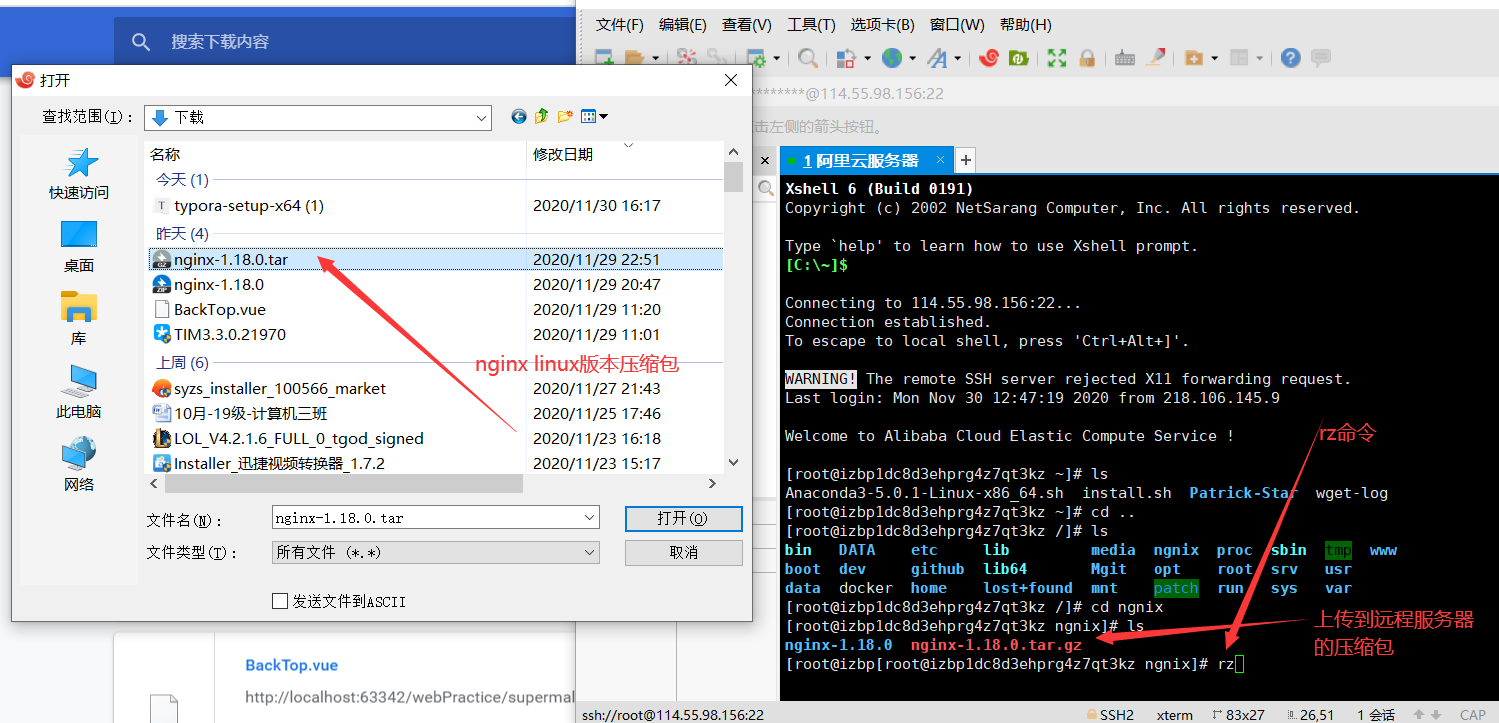 搜索下载内容
文件(F) 编辑(E) 查看(V) 工具(T) 选项卡(B) 窗口(W) 帮助(H)
********@114.55.98.156:22
击左侧的箭头按钮。
打开
查找范围(I)：
下载
快速访问
桌面
库
此电脑
网络
名称 修改日期
今天 (1)
typora-setup-x64 (1) 2020/11/30 16:17
昨天 (4)
nginx-1.18.0.tar 2020/11/29 22:51
nginx-1.18.0 2020/11/29 20:47
BackTop.vue 2020/11/29 11:20
TIM3.3.0.21970 2020/11/29 11:01
上周 (6)
syzs_installer_100566_market 2020/11/27 21:43
10月-19级-计算机三班 2020/11/25 17:46
LOL_V4.2.1.6_FULL_0_tgod_signed 2020/11/23 16:18
Installer_迅捷视频转换器_1.7.2 2020/11/23 15:17
nginx linux版本压缩包
文件名(N)：
nginx-1.18.0.tar
打开(O)
文件类型(T)：
所有文件 (*.*)
取消
发送文件到ASCII
BackTop.vue
http://localhost:63342/webPractice/supermal
1 阿里云服务器
Xshell 6 (Build 0191)
Copyright (c) 2002 NetSarang Computer, Inc. All rights reserved.
Type `help' to learn how to use Xshell prompt.
[C:\~]$
Connecting to 114.55.98.156:22...
Connection established.
To escape to local shell, press 'Ctrl+Alt+]'.
WARNING! The remote SSH server rejected X11 forwarding request.
Last login: Mon Nov 30 12:47:19 2020 from 218.106.145.9
Welcome to Alibaba Cloud Elastic Compute Service !
[root@izbp1dc8d3ehprg4z7qt3kz ~]# ls
Anaconda3-5.0.1-Linux-x86_64.sh install.sh Patrick-Star wget-log
[root@izbp1dc8d3ehprg4z7qt3kz ~]# cd ..
[root@izbp1dc8d3ehprg4z7qt3kz /]# ls
bin DATA etc lib media ngnix proc sbin tmp www
boot dev github lib64 Mgit opt root srv usr
data docker home lost+found mnt patch run sys var
[root@izbp1dc8d3ehprg4z7qt3kz /]# cd ngnix
[root@izbp1dc8d3ehprg4z7qt3kz ngnix]# ls
nginx-1.18.0 nginx-1.18.0.tar.gz
[root@izbp[root@izbp1dc8d3ehprg4z7qt3kz ngnix]# rz
rz命令
上传到远程服务器
的压缩包
ssh://root@114.55.98.156:22 SSH2 xterm 83x27 26,51 1 会话 CAP